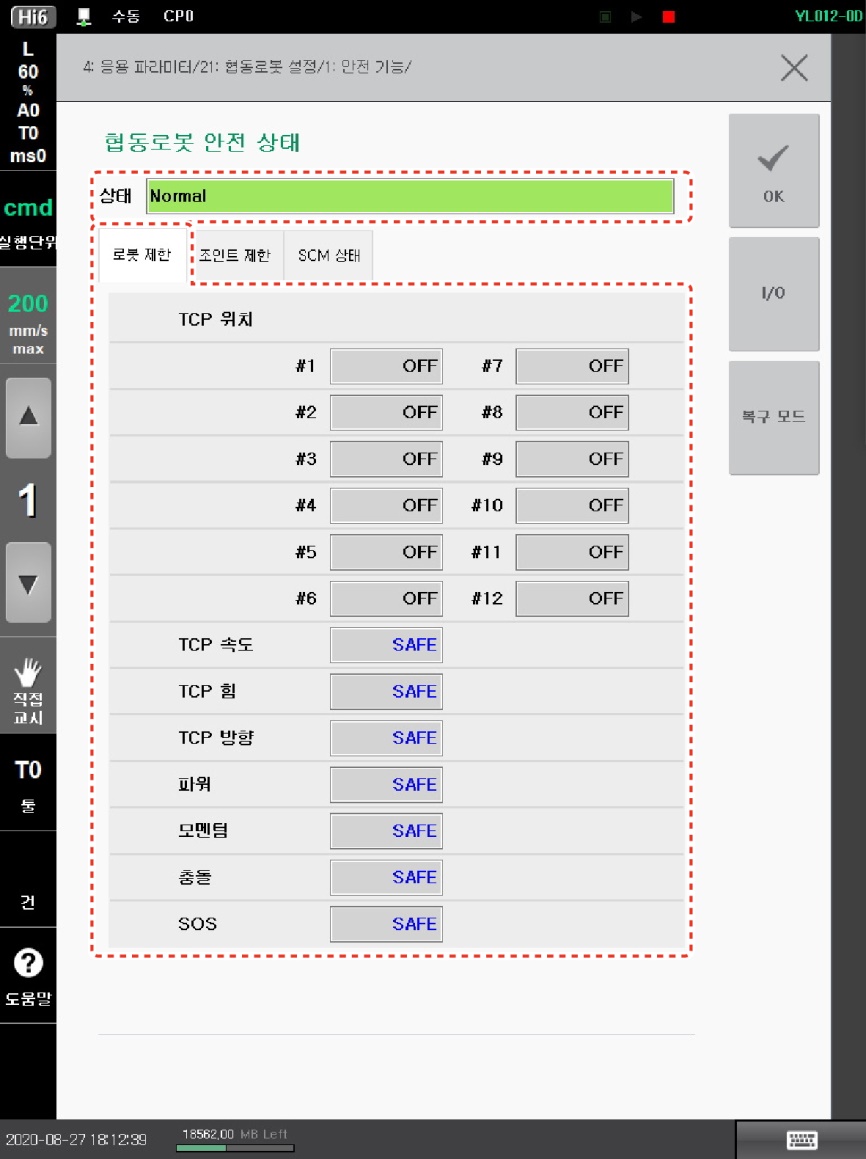 Hi6 수동 CP0 YL012-0D
L
60
%
A0
T0
ms0
cmd
실행단위
200
mm/s
max
1
직접
교시
T0
툴
건
?
도움말
4: 응용 파라미터/21: 협동로봇 설정/1: 안전 기능/
협동로봇 안전 상태
상태 Normal
로봇 제한 조인트 제한 SCM 상태
TCP 위치
#1 OFF #7 OFF
#2 OFF #8 OFF
#3 OFF #9 OFF
#4 OFF #10 OFF
#5 OFF #11 OFF
#6 OFF #12 OFF
TCP 속도 SAFE
TCP 힘 SAFE
TCP 방향 SAFE
파워 SAFE
모멘텀 SAFE
충돌 SAFE
SOS SAFE
OK
I/O
복구 모드
2020-08-27 18:12:39 18562,00 MB Left